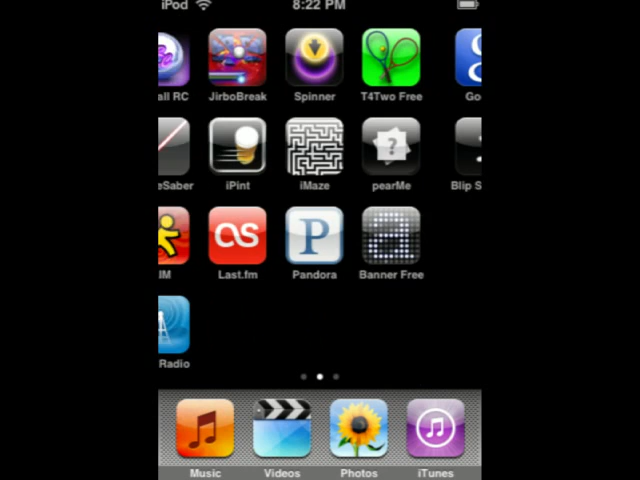 iPod 8:22 PM
all RC JirboBreak Spinner T4Two Free Go
eSaber iPint iMaze pearMe Blip S
?
IM Last.fm Pandora Banner Free
as P a
Radio
Music Videos Photos iTunes